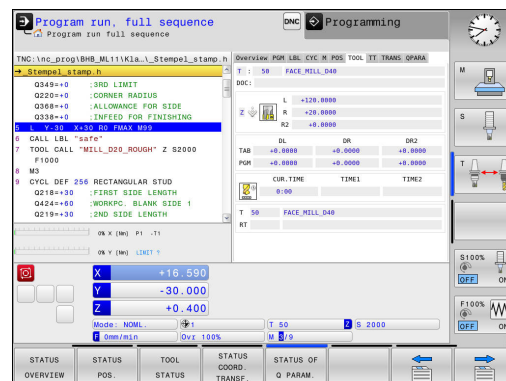 Program run, full sequence
Program run full sequence
DNC
Programming
TNC:\nc_prog\BHB_ML11\Kla…\_Stempel_stamp.h
→_Stempel_stamp.h
Q349=+0 ;3RD LIMIT
Q220=+0 ;CORNER RADIUS
Q368=+0 ;ALLOWANCE FOR SIDE
Q338=+0 ;INFEED FOR FINISHING
5 L Y-30 X+30 R0 FMAX M99
6 CALL LBL "safe"
7 TOOL CALL "MILL_D20_ROUGH" Z S2000
F1000
8 M3
9 CYCL DEF 256 RECTANGULAR STUD
Q218=+30 ;FIRST SIDE LENGTH
Q424=+60 ;WORKPC. BLANK SIDE 1
Q219=+30 ;2ND SIDE LENGTH
0% X [Nm] P1 -T1
0% Y [Nm] LIMIT 1
Overview PGM LBL CYC M POS TOOL TT TRANS QPARA
T : 50 FACE_MILL_D40
DOC:
L +120.0000
Z R +20.0000
R2 +0.0000
DL DR DR2
TAB +0.0000 +0.0000 +0.0000
PGM +0.0000 +0.0000 +0.0000
CUR.TIME TIME1 TIME2
0:00
T 50 FACE_MILL_D40
RT
X +16.590
Y -30.000
Z +0.400
Mode: NOML. 1 T 50 Z S 2000
F 0mm/min Ovr 100% M 3/9
M
S
T
S100%
OFF ON
F100%
OFF ON
STATUS OVERVIEW
STATUS POS.
TOOL STATUS
STATUS COORD. TRANSF.
STATUS OF Q PARAM.